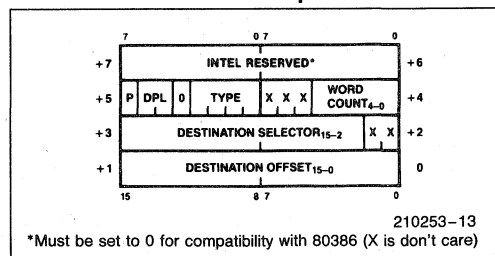 7 0 7 0
+7 INTEL RESERVED* +6
+5 P DPL 0 TYPE X X X WORD COUNT4–0 +4
+3 DESTINATION SELECTOR15–2 X X +2
+1 DESTINATION OFFSET15–0 0
15 8 7 0
210253–13
*Must be set to 0 for compatibility with 80386 (X is don't care)